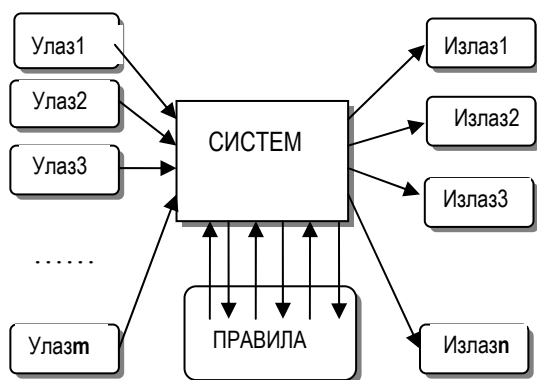 Улаз1
Улаз2
Улаз3
......
Улазm
СИСТЕМ
ПРАВИЛА
Излаз1
Излаз2
Излаз3
Излазn